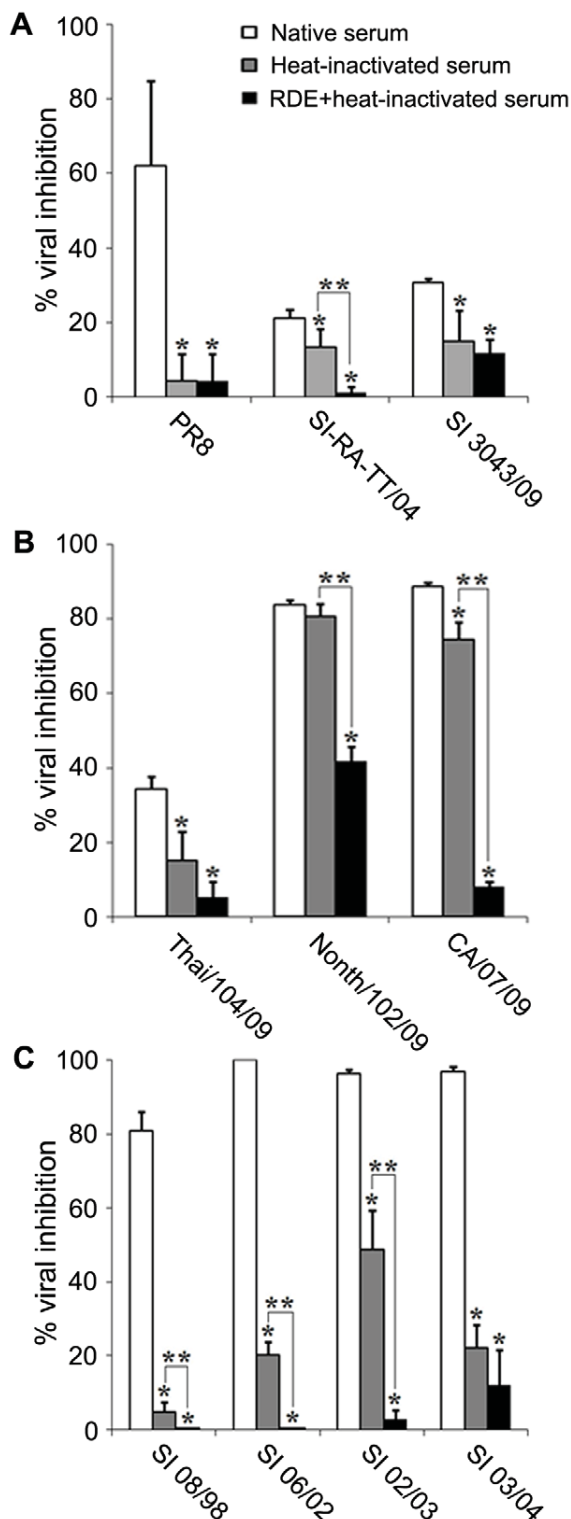 A
100
80
60
40
20
0
% viral inhibition
Native serum
Heat-inactivated serum
RDE+heat-inactivated serum
* *
* ** *
* *
PR8
SI-RA-TT/04
SI 3043/09
B
100
80
60
40
20
0
% viral inhibition
* *
** *
* ** *
Thai/104/09
Nonth/102/09
CA/07/09
C
100
80
60
40
20
0
% viral inhibition
* ** *
* ** *
* ** *
* *
SI 08/98
SI 06/02
SI 02/03
SI 03/04